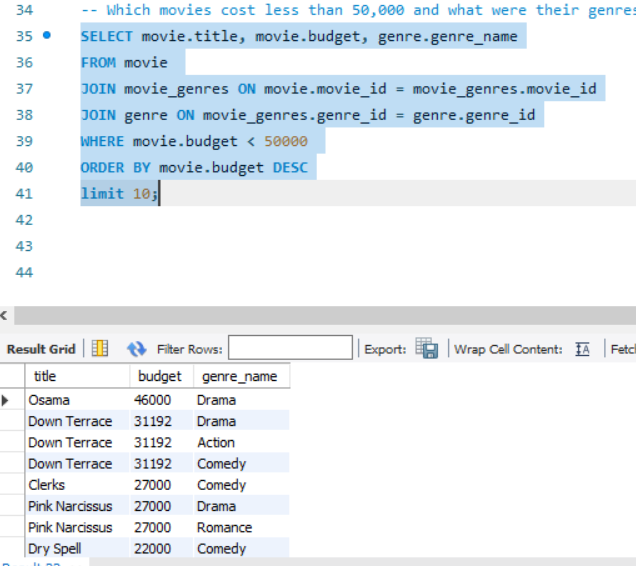 34 -- Which movies cost less than 50,000 and what were their genres
35 SELECT movie.title, movie.budget, genre.genre_name
36 FROM movie
37 JOIN movie_genres ON movie.movie_id = movie_genres.movie_id
38 JOIN genre ON movie_genres.genre_id = genre.genre_id
39 WHERE movie.budget < 50000
40 ORDER BY movie.budget DESC
41 limit 10;
42
43
44
Result Grid Filter Rows: Export: Wrap Cell Content:
title budget genre_name
Osama 46000 Drama
Down Terrace 31192 Drama
Down Terrace 31192 Action
Down Terrace 31192 Comedy
Clerks 27000 Comedy
Pink Narcissus 27000 Drama
Pink Narcissus 27000 Romance
Dry Spell 22000 Comedy